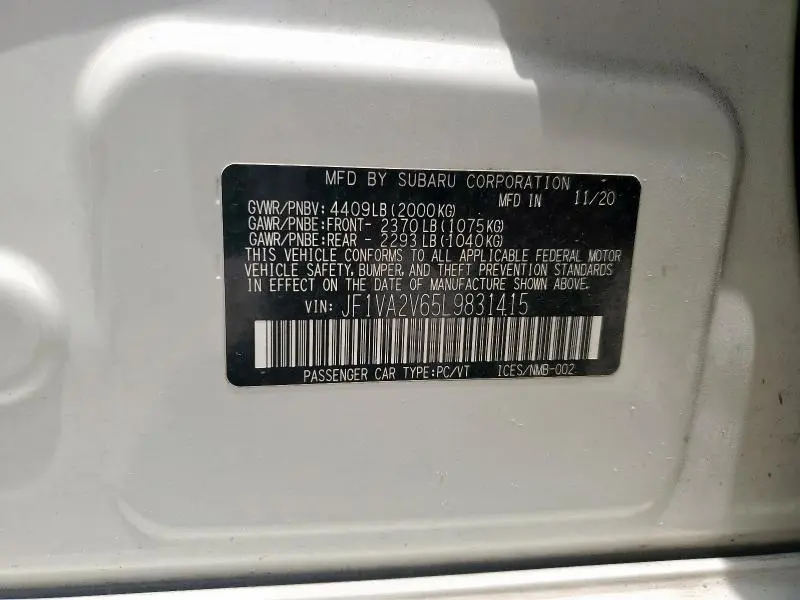 MFD BY SUBARU CORPORATION
GVWR/PNBV: 4409LB(2000KG) MFD IN 11/20
GAWR/PNBE:FRONT- 2370LB(1075KG)
GAWR/PNBE:REAR - 2293LB(1040KG)
THIS VEHICLE CONFORMS TO ALL APPLICABLE FEDERAL MOTOR
VEHICLE SAFETY, BUMPER, AND THEFT PREVENTION STANDARDS
IN EFFECT ON THE DATE OF MANUFACTURE SHOWN ABOVE.
VIN: JF1VA2V65L9831415
PASSENGER CAR TYPE:PC/VT ICES/NMB-002